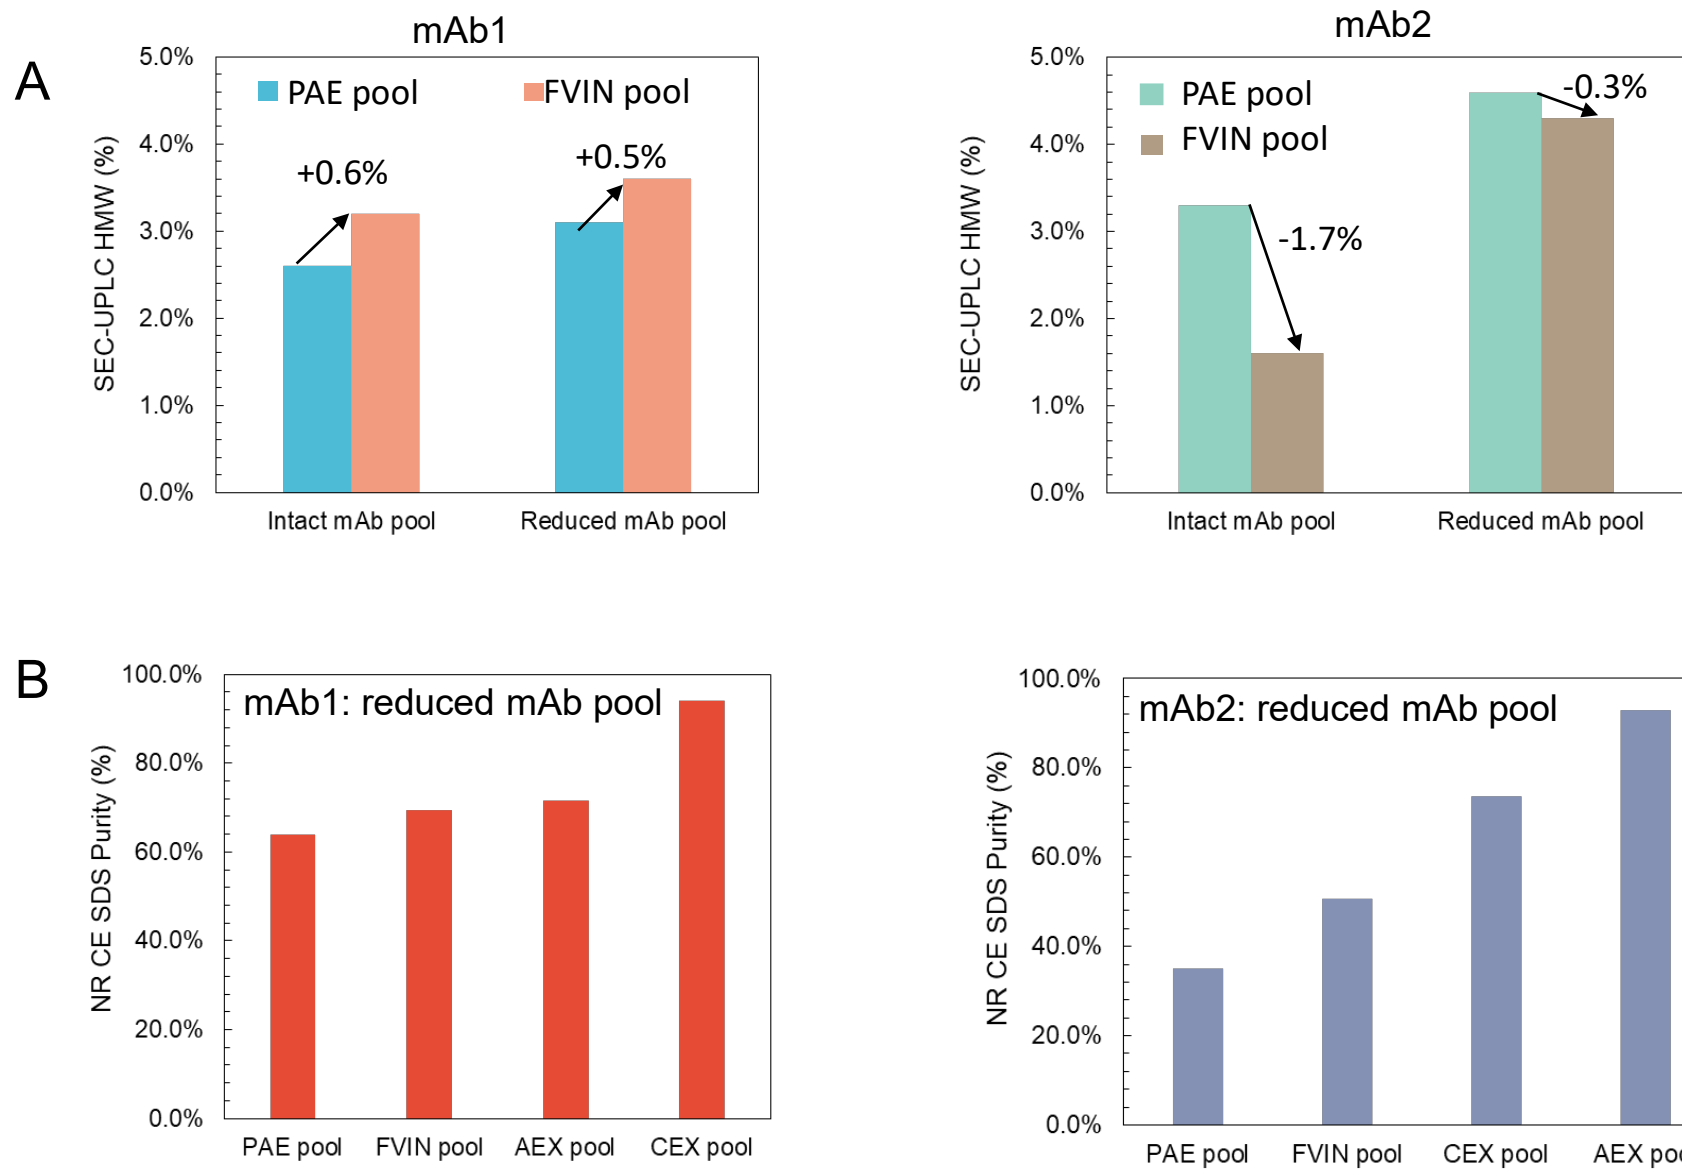 A
mAb1
5.0%
4.0%
3.0%
2.0%
1.0%
0.0%
SEC-UPLC HMW (%)
PAE pool
FVIN pool
+0.6%
+0.5%
Intact mAb pool
Reduced mAb pool
mAb2
5.0%
4.0%
3.0%
2.0%
1.0%
0.0%
SEC-UPLC HMW (%)
PAE pool
FVIN pool
-1.7%
-0.3%
Intact mAb pool
Reduced mAb pool
B
100.0%
80.0%
60.0%
40.0%
20.0%
0.0%
NR CE SDS Purity (%)
mAb1: reduced mAb pool
PAE pool
FVIN pool
AEX pool
CEX pool
100.0%
80.0%
60.0%
40.0%
20.0%
0.0%
NR CE SDS Purity (%)
mAb2: reduced mAb pool
PAE pool
FVIN pool
CEX pool
AEX